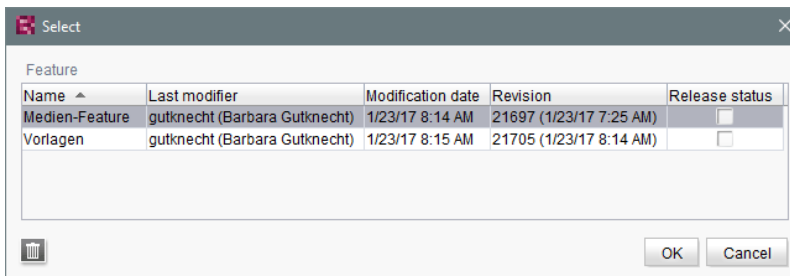 Select
Feature
Name Last modifier Modification date Revision Release status
Medien-Feature gutknecht (Barbara Gutknecht) 1/23/17 8:14 AM 21697 (1/23/17 7:25 AM)
Vorlagen gutknecht (Barbara Gutknecht) 1/23/17 8:15 AM 21705 (1/23/17 8:14 AM)
OK Cancel